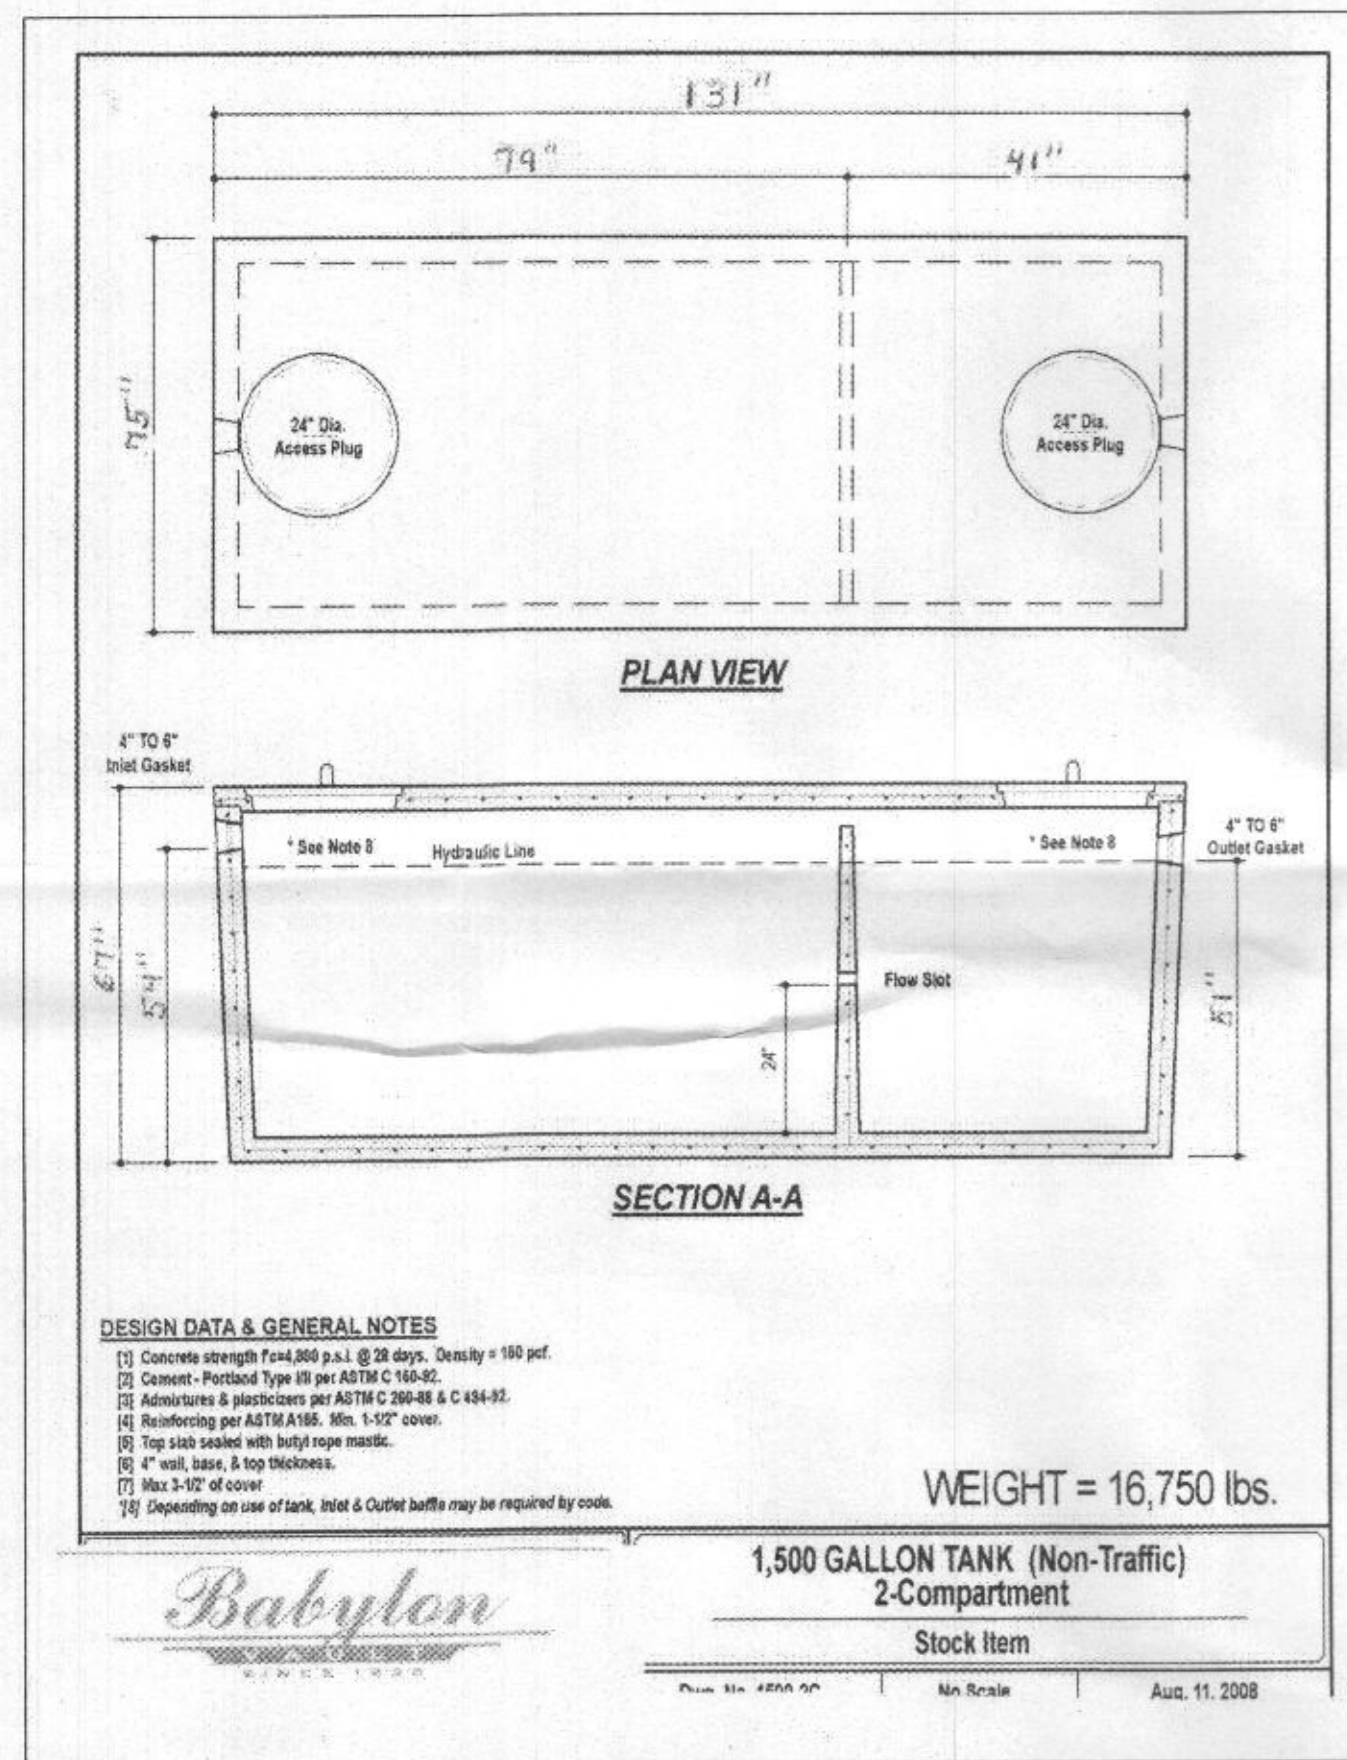 131"
79"
41"
75"
24" Dia.
Access Plug
24" Dia.
Access Plug
PLAN VIEW
4" TO 6"
Inlet Gasket
* See Note 8
Hydraulic Line
* See Note 8
4" TO 6"
Outlet Gasket
67"
54"
Flow Slot
24"
51"
SECTION A-A
DESIGN DATA & GENERAL NOTES
[1] Concrete strength f'c=4,000 p.s.i. @ 28 days. Density = 150 pcf.
[2] Cement - Portland Type I/II per ASTM C 150-92.
[3] Admixtures & plasticizers per ASTM C 260-88 & C 494-92.
[4] Reinforcing per ASTM A185. Min. 1-1/2" cover.
[5] Top slab sealed with butyl rope mastic.
[6] 4" wall, base, & top thickness.
[7] Max 3-1/2' of cover
*[8] Depending on use of tank, Inlet & Outlet baffle may be required by code.
WEIGHT = 16,750 lbs.
1,500 GALLON TANK (Non-Traffic)
2-Compartment
Stock Item
Babylon
SINCE
Dwg. No. 1500-2C
No Scale
Aug. 11, 2008